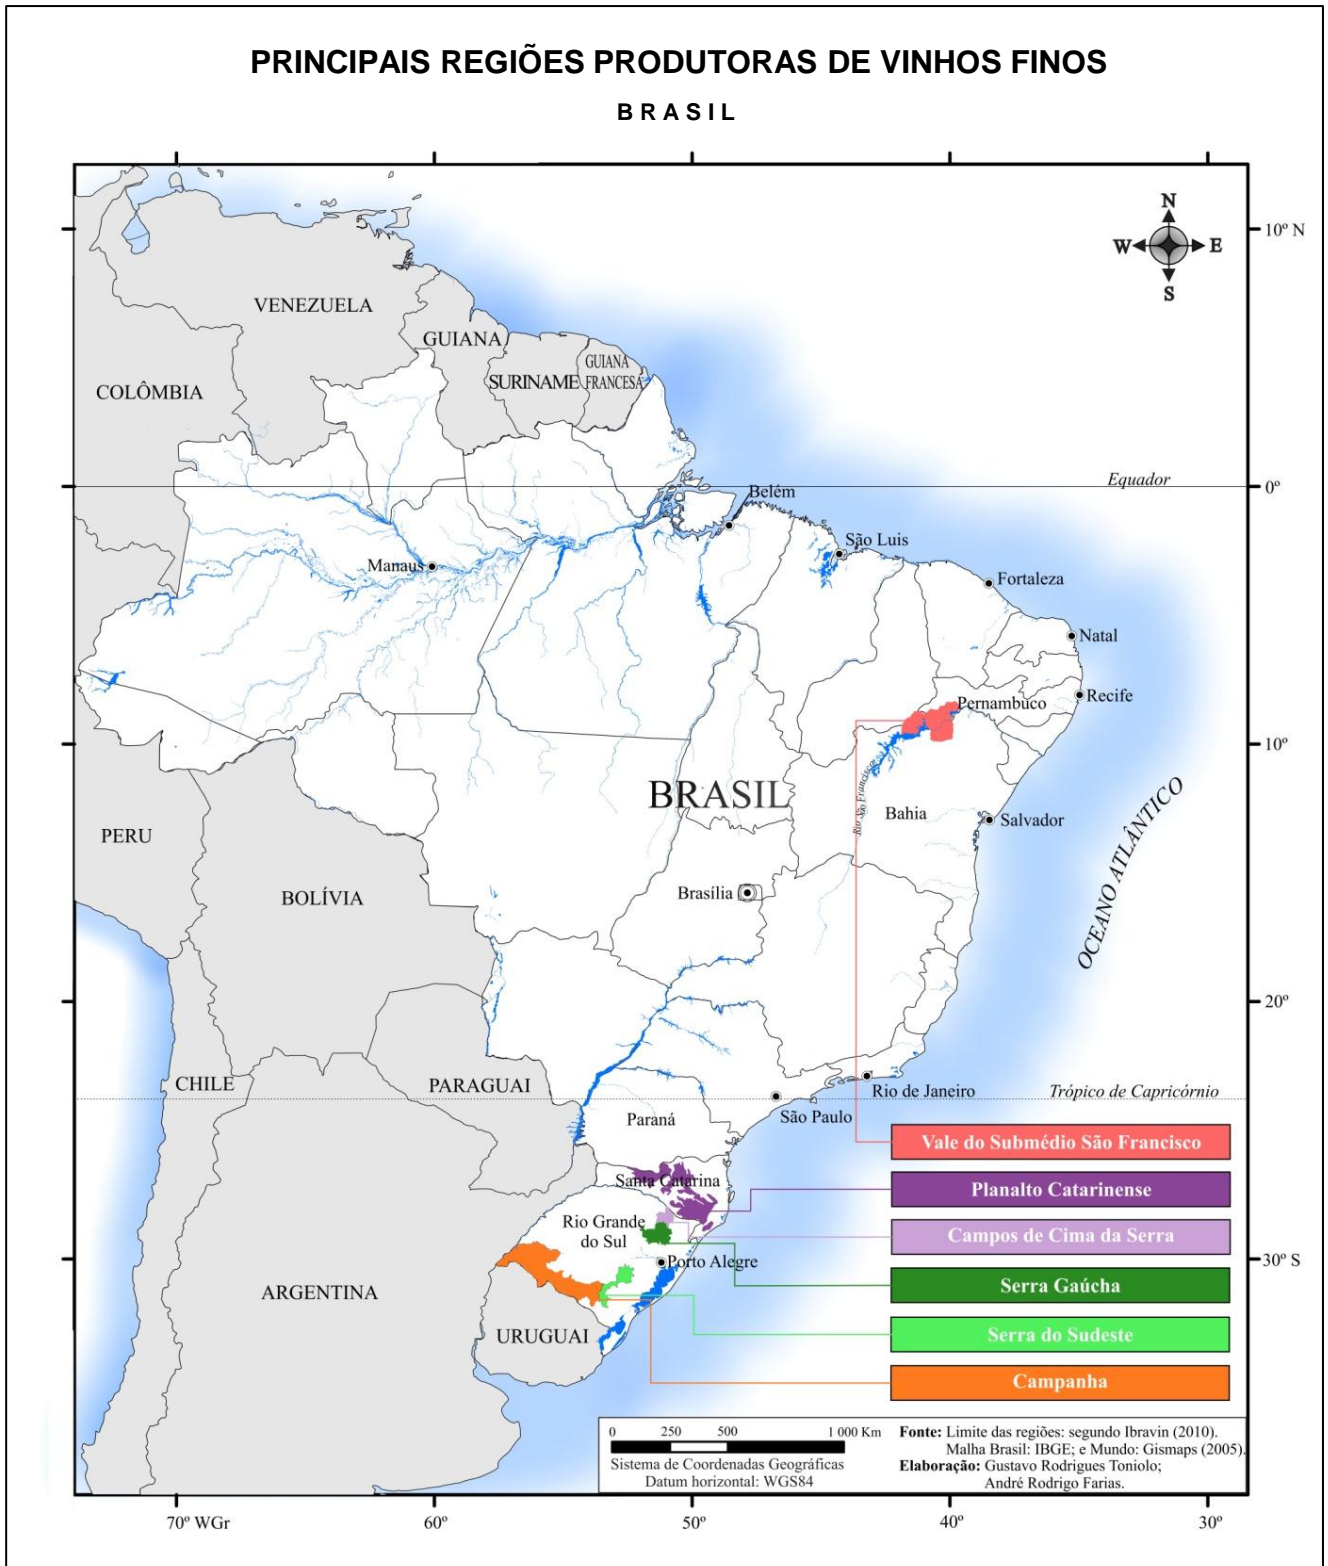 PRINCIPAIS REGIÕES PRODUTORAS DE VINHOS FINOS
BRASIL
N
W E
S
10º N
VENEZUELA
GUIANA
GUIANA
FRANCESA
SURINAME
COLÔMBIA
Equador
0º
Belém
São Luis
Manaus
Fortaleza
Natal
Recife
Pernambuco
10º
BRASIL
Rio São Francisco
Bahia
Salvador
OCEANO ATLÂNTICO
PERU
BOLÍVIA
Brasília
20º
CHILE
PARAGUAI
Rio de Janeiro
Trópico de Capricórnio
São Paulo
Paraná
Vale do Submédio São Francisco
Santa Catarina
Planalto Catarinense
Rio Grande
do Sul
Campos de Cima da Serra
Porto Alegre
30º S
Serra Gaúcha
ARGENTINA
URUGUAI
Serra do Sudeste
Campanha
0 250 500 1 000 Km
Sistema de Coordenadas Geográficas
Datum horizontal: WGS84
Fonte: Limite das regiões: segundo Ibravin (2010).
Malha Brasil: IBGE; e Mundo: Gismaps (2005).
Elaboração: Gustavo Rodrigues Toniolo;
André Rodrigo Farias.
70º WGr 60º 50º 40º 30º